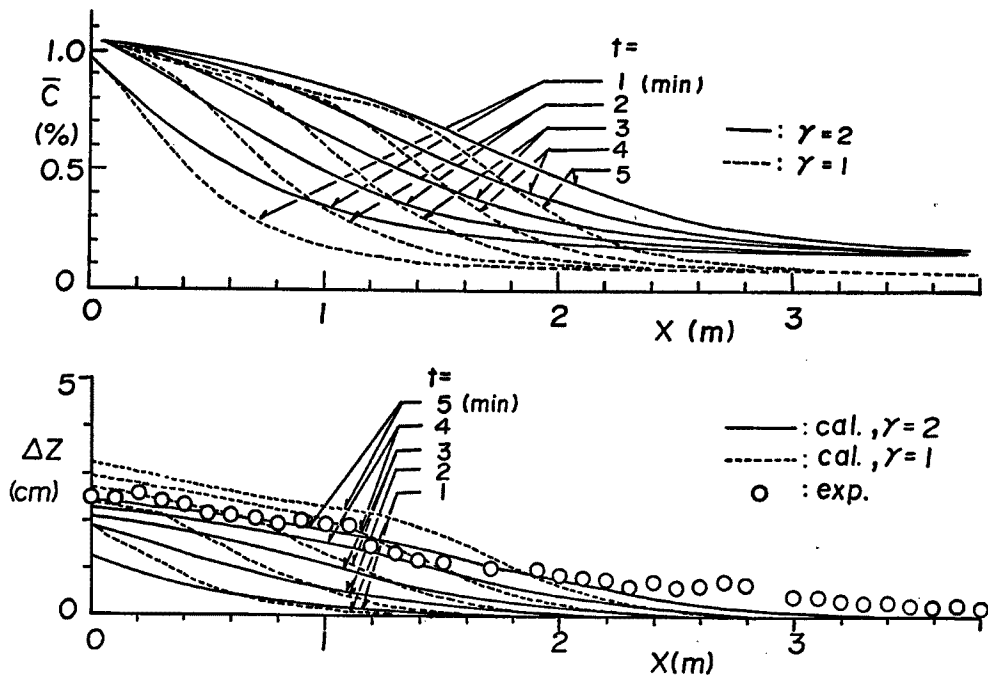 t=
1.0
C̅
(%)
0.5
0
1 (min)
2
3
4
5
——: γ=2
-----: γ=1
0 1 2 3
X (m)
t=
5 (min)
4
3
2
1
5
ΔZ
(cm)
0
——: cal., γ=2
-----: cal., γ=1
O : exp.
0 1 2 3
X(m)